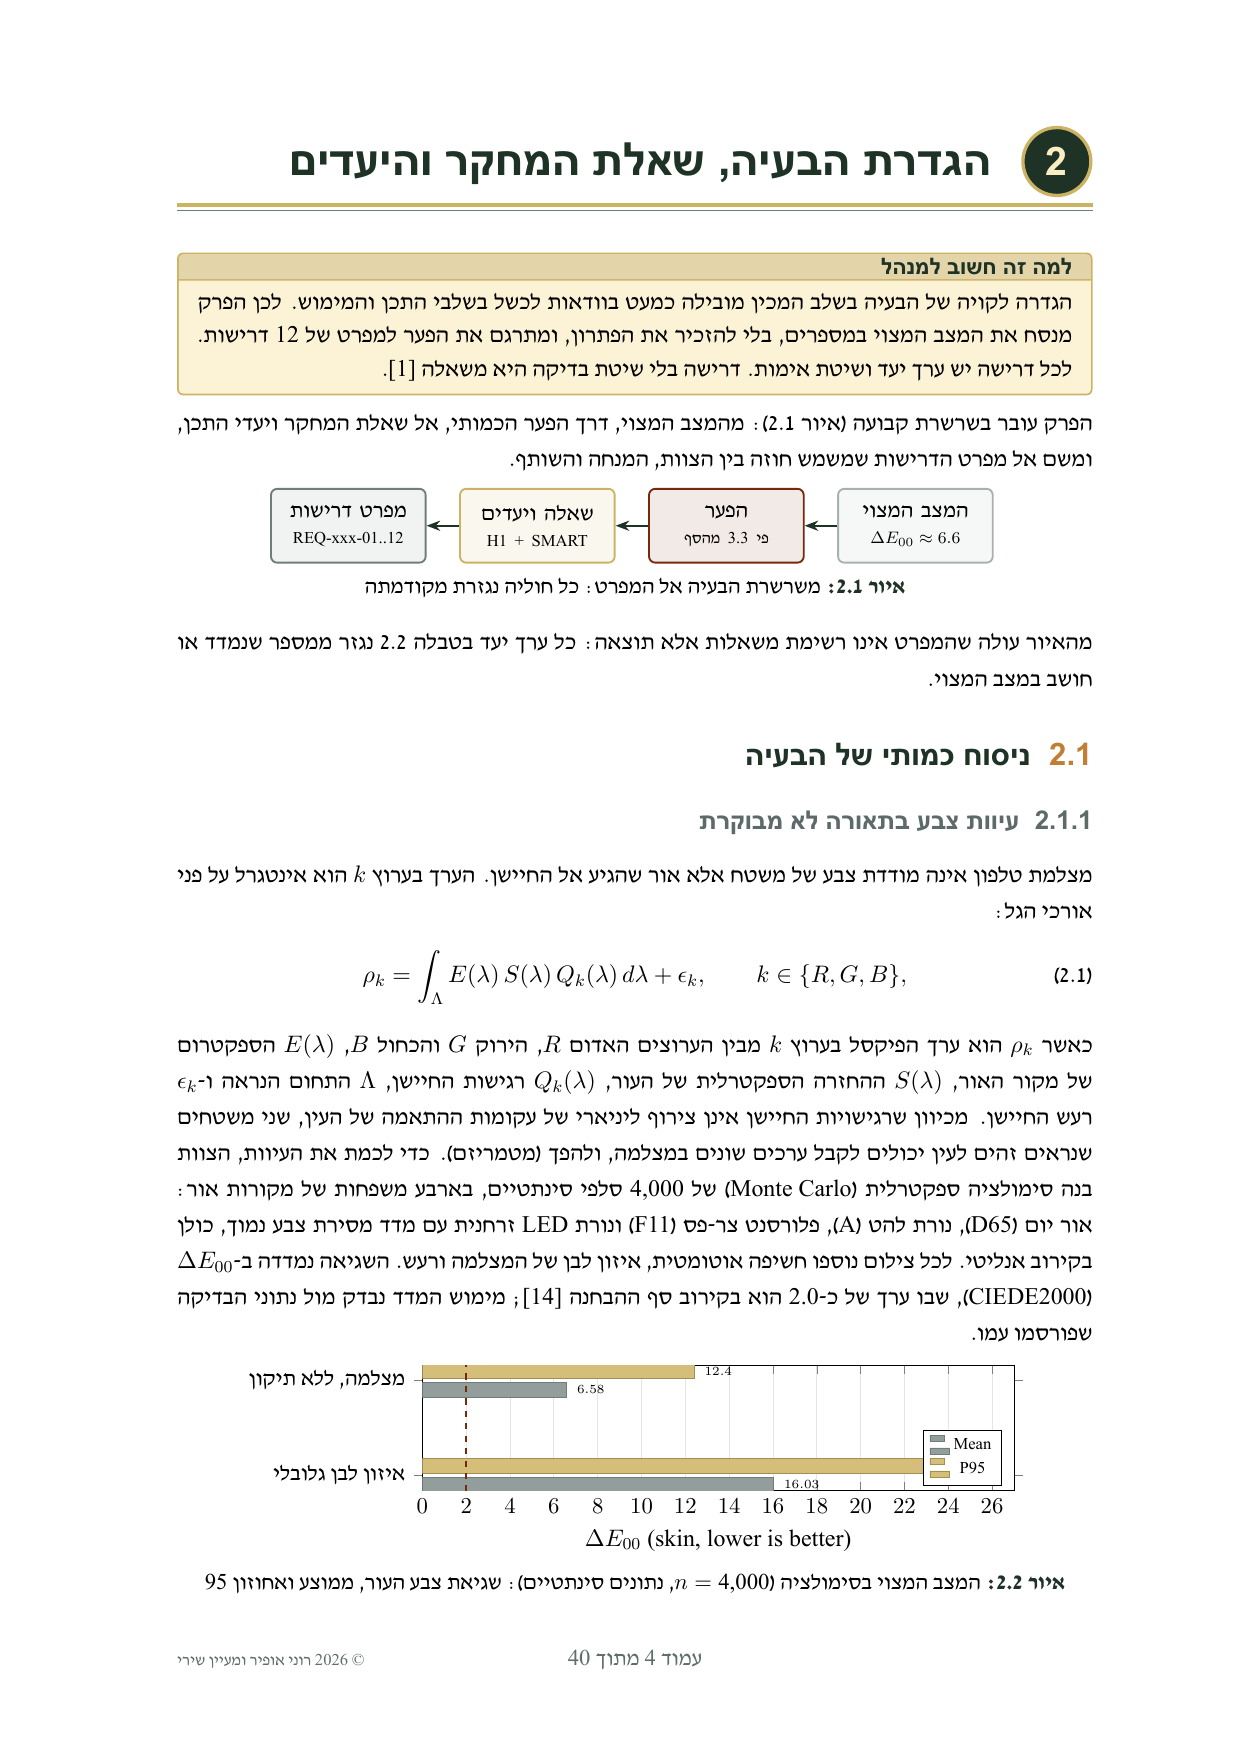 2 הגדרת הבעיה, שאלת המחקר והיעדים
למה זה חשוב למנהל
הגדרה לקויה של הבעיה בשלב המכין מובילה כמעט בוודאות לכשל בשלבי התכן והמימוש. לכן הפרק
מנסח את המצב המצוי במספרים, בלי להזכיר את הפתרון, ומתרגם את הפער למפרט של 12 דרישות.
לכל דרישה יש ערך יעד ושיטת אימות. דרישה בלי שיטת בדיקה היא משאלה [1].
הפרק עובר בשרשרת קבועה (איור 2.1): מהמצב המצוי, דרך הפער הכמותי, אל שאלת המחקר ויעדי התכן,
ומשם אל מפרט הדרישות שמשמש חוזה בין הצוות, המנחה והשותף.
המצב המצוי
ΔE₀₀ ≈ 6.6
הפער
פי 3.3 מהסף
שאלה ויעדים
H1 + SMART
מפרט דרישות
REQ-xxx-01..12
איור 2.1: משרשרת הבעיה אל המפרט: כל חוליה נגזרת מקודמתה
מהאיור עולה שהמפרט אינו רשימת משאלות אלא תוצאה: כל ערך יעד בטבלה 2.2 נגזר ממספר שנמדד או
חושב במצב המצוי.
2.1 ניסוח כמותי של הבעיה
2.1.1 עיוות צבע בתאורה לא מבוקרת
מצלמת טלפון אינה מודדת צבע של משטח אלא אור שהגיע אל החיישן. הערך בערוץ k הוא אינטגרל על פני
אורכי הגל:
ρₖ = ∫_Λ E(λ) S(λ) Qₖ(λ) dλ + ϵₖ, k ∈ {R, G, B}, (2.1)
כאשר ρₖ הוא ערך הפיקסל בערוץ k מבין הערוצים האדום R, הירוק G והכחול B, E(λ) הספקטרום
של מקור האור, S(λ) ההחזרה הספקטרלית של העור, Qₖ(λ) רגישות החיישן, Λ התחום הנראה ו-ϵₖ
רעש החיישן. מכיוון שרגישויות החיישן אינן צירוף ליניארי של עקומות ההתאמה של העין, שני משטחים
שנראים זהים לעין יכולים לקבל ערכים שונים במצלמה, ולהפך (מטמריזם). כדי לכמת את העיוות, הצוות
בנה סימולציה ספקטרלית (Monte Carlo) של 4,000 סלפי סינתטיים, בארבע משפחות של מקורות אור:
אור יום (D65), נורת להט (A), פלורסנט צר-פס (F11) ונורת LED זרחנית עם מדד מסירת צבע נמוך, כולן
בקירוב אנליטי. לכל צילום נוספו חשיפה אוטומטית, איזון לבן של המצלמה ורעש. השגיאה נמדדה ב-ΔE₀₀
(CIEDE2000), שבו ערך של כ-2.0 הוא בקירוב סף ההבחנה [14]; מימוש המדד נבדק מול נתוני הבדיקה
שפורסמו עמו.
מצלמה, ללא תיקון
12.4
6.58
איזון לבן גלובלי
16.03
Mean
P95
0 2 4 6 8 10 12 14 16 18 20 22 24 26
ΔE₀₀ (skin, lower is better)
איור 2.2: המצב המצוי בסימולציה (n = 4,000, נתונים סינתטיים): שגיאת צבע העור, ממוצע ואחוזון 95
עמוד 4 מתוך 40
© 2026 רוני אופיר ומעיין שירי